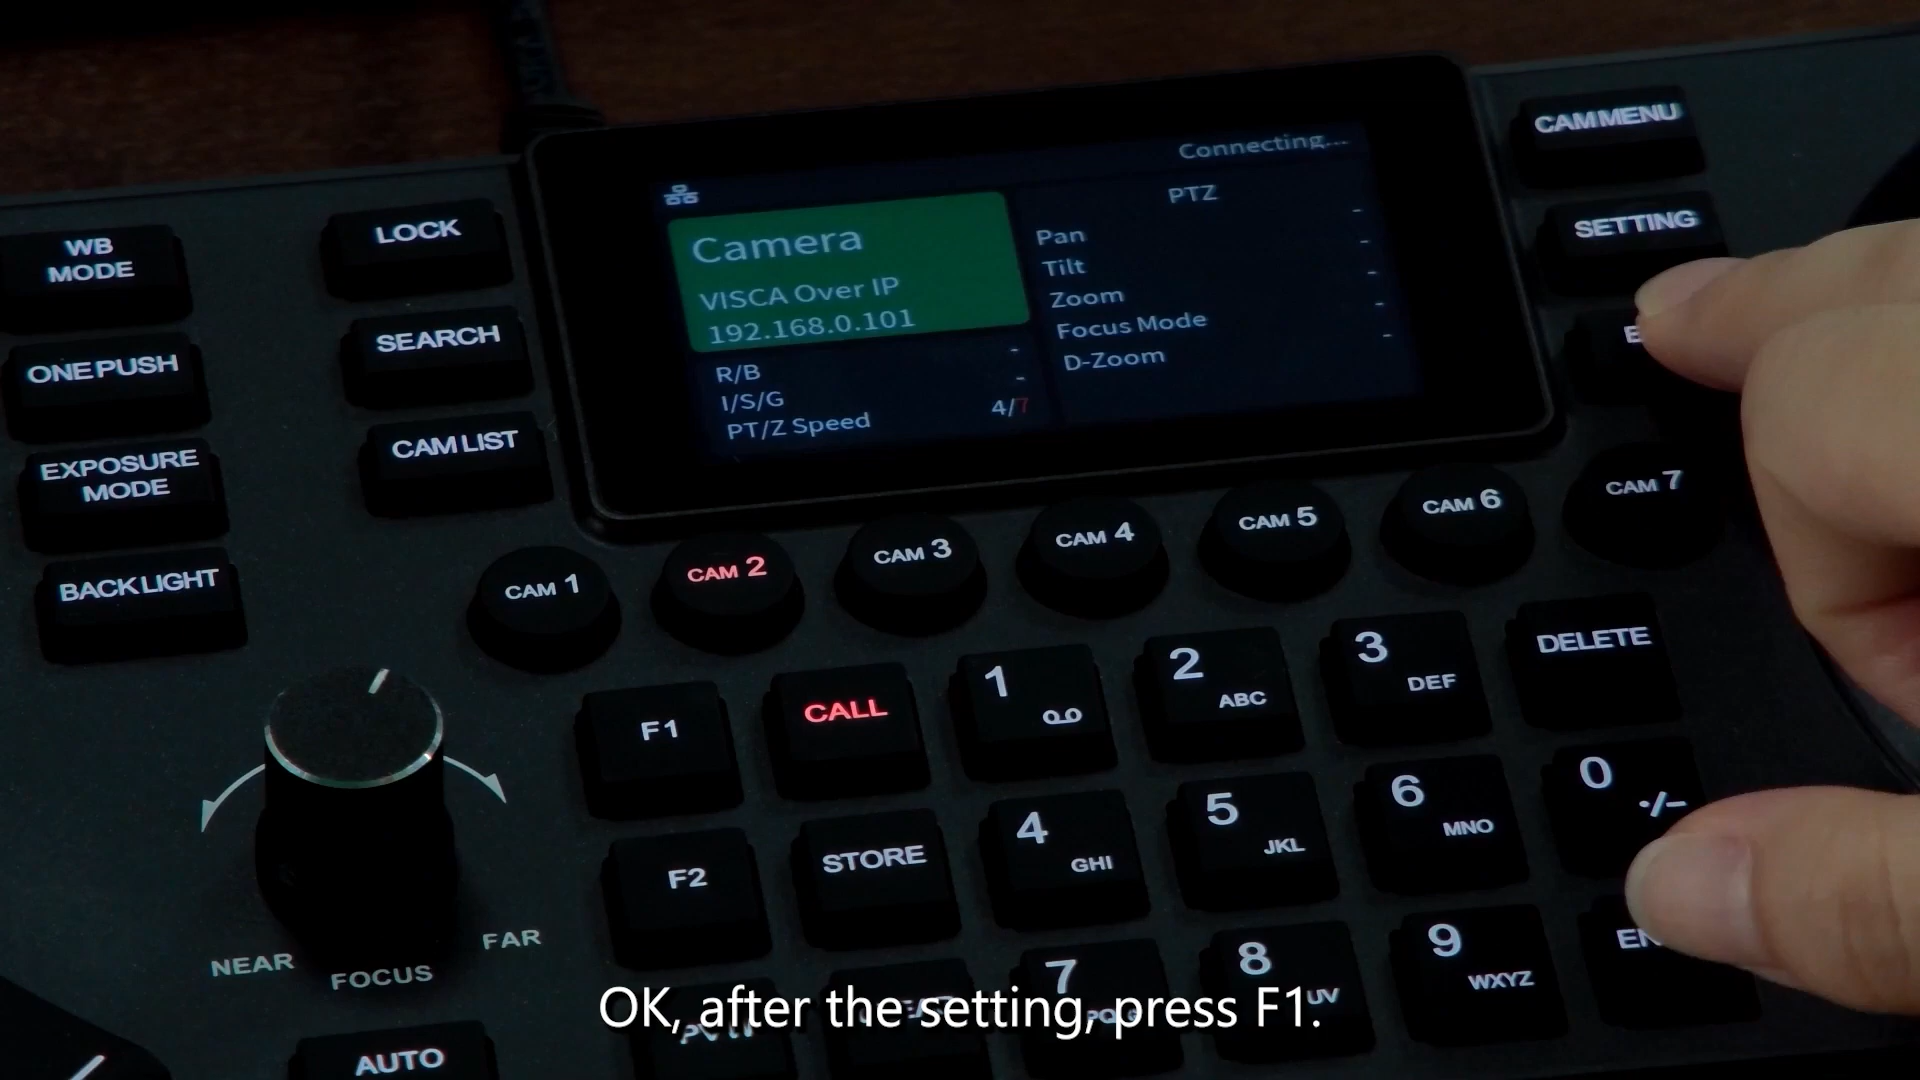 WB
MODE
LOCK
ONE PUSH
SEARCH
EXPOSURE
MODE
CAM LIST
BACKLIGHT
Connecting...
Camera
VISCA Over IP
192.168.0.101
R/B -
I/S/G -
PT/Z Speed 4/7
PTZ
Pan -
Tilt -
Zoom -
Focus Mode -
D-Zoom -
CAM MENU
SETTING
CAM 1
CAM 2
CAM 3
CAM 4
CAM 5
CAM 6
CAM 7
F1
CALL
1
2 ABC
3 DEF
DELETE
F2
STORE
4 GHI
5 JKL
6 MNO
0 ·/–
7
8
9 WXYZ
NEAR
FOCUS
FAR
AUTO
OK, after the setting, press F1.